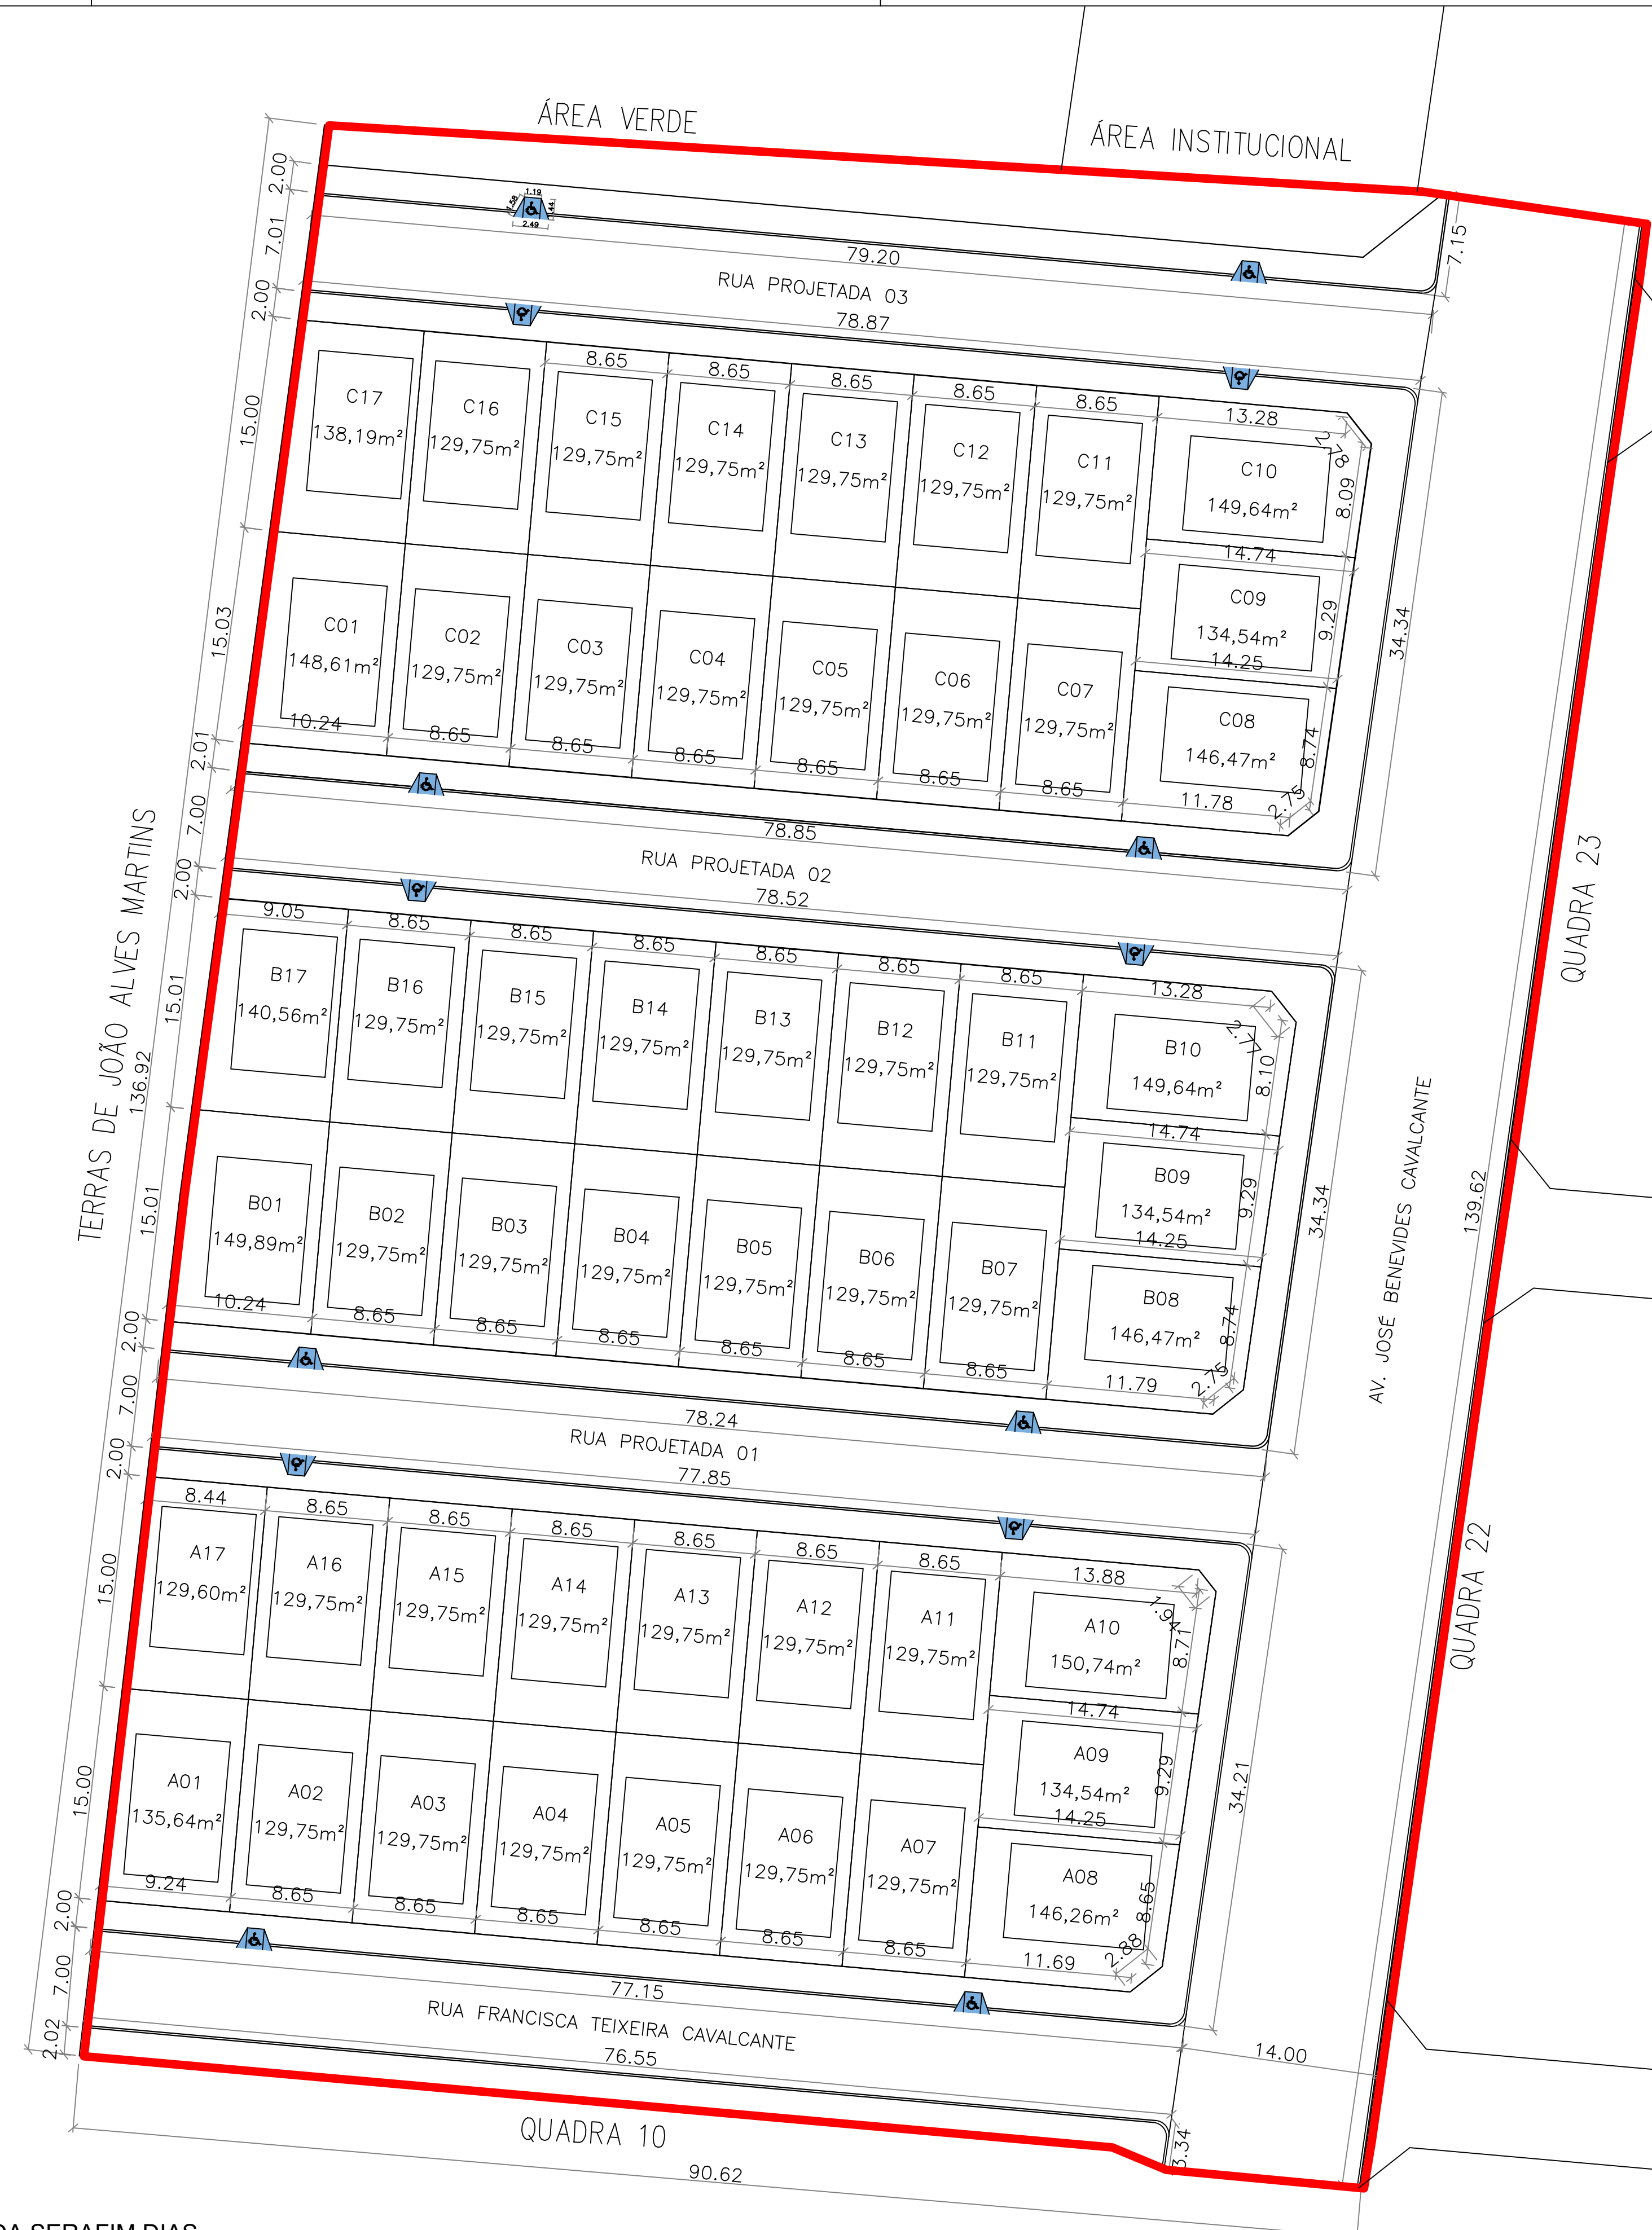 ÁREA VERDE
ÁREA INSTITUCIONAL
2.00
7.01
2.00
15.00
15.03
2.01
7.00
2.00
15.01
15.01
2.00
7.00
2.00
15.00
15.00
2.00
7.00
2.02
136.92
TERRAS DE JOÃO ALVES MARTINS
1.19
1.58
1.44
2.49
79.20
7.15
RUA PROJETADA 03
78.87
8.65
8.65
8.65
8.65
8.65
13.28
2.78
C17
138,19m²
C16
129,75m²
C15
129,75m²
C14
129,75m²
C13
129,75m²
C12
129,75m²
C11
129,75m²
C10
149,64m²
8.09
14.74
C09
134,54m²
9.29
14.25
C01
148,61m²
C02
129,75m²
C03
129,75m²
C04
129,75m²
C05
129,75m²
C06
129,75m²
C07
129,75m²
C08
146,47m²
8.74
2.75
34.34
10.24
8.65
8.65
8.65
8.65
8.65
8.65
11.78
78.85
RUA PROJETADA 02
78.52
9.05
8.65
8.65
8.65
8.65
8.65
8.65
13.28
2.77
B17
140,56m²
B16
129,75m²
B15
129,75m²
B14
129,75m²
B13
129,75m²
B12
129,75m²
B11
129,75m²
B10
149,64m²
8.10
14.74
B09
134,54m²
9.29
14.25
B01
149,89m²
B02
129,75m²
B03
129,75m²
B04
129,75m²
B05
129,75m²
B06
129,75m²
B07
129,75m²
B08
146,47m²
8.74
2.75
34.34
10.24
8.65
8.65
8.65
8.65
8.65
8.65
11.79
78.24
RUA PROJETADA 01
77.85
8.44
8.65
8.65
8.65
8.65
8.65
8.65
13.88
1.94
A17
129,60m²
A16
129,75m²
A15
129,75m²
A14
129,75m²
A13
129,75m²
A12
129,75m²
A11
129,75m²
A10
150,74m²
8.71
14.74
A09
134,54m²
9.29
14.25
A01
135,64m²
A02
129,75m²
A03
129,75m²
A04
129,75m²
A05
129,75m²
A06
129,75m²
A07
129,75m²
A08
146,26m²
8.65
2.88
34.21
9.24
8.65
8.65
8.65
8.65
8.65
8.65
11.69
77.15
RUA FRANCISCA TEIXEIRA CAVALCANTE
76.55
14.00
3.34
QUADRA 10
90.62
AV. JOSÉ BENEVIDES CAVALCANTE
139.62
QUADRA 23
QUADRA 22
SERAFIM DIAS